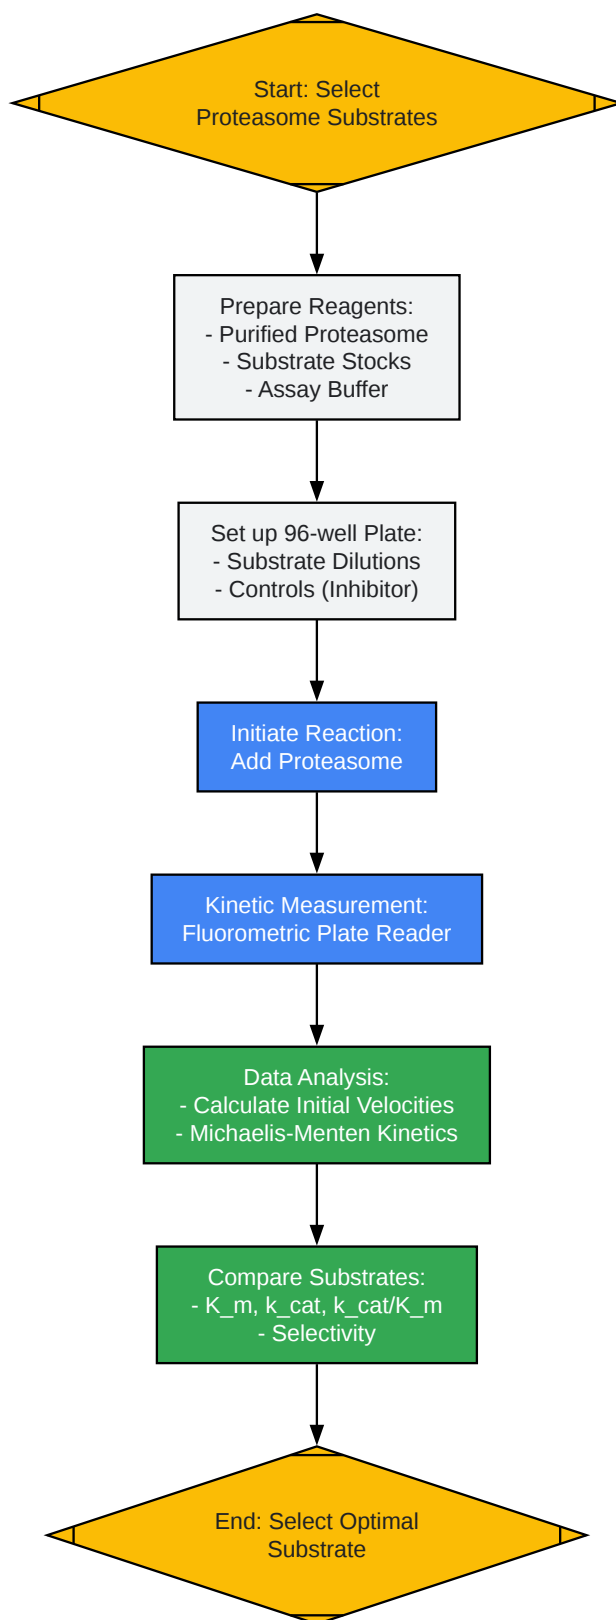 Start: Select
Proteasome Substrates
Prepare Reagents:
- Purified Proteasome
- Substrate Stocks
- Assay Buffer
Set up 96-well Plate:
- Substrate Dilutions
- Controls (Inhibitor)
Initiate Reaction:
Add Proteasome
Kinetic Measurement:
Fluorometric Plate Reader
Data Analysis:
- Calculate Initial Velocities
- Michaelis-Menten Kinetics
Compare Substrates:
- K_m, k_cat, k_cat/K_m
- Selectivity
End: Select Optimal
Substrate